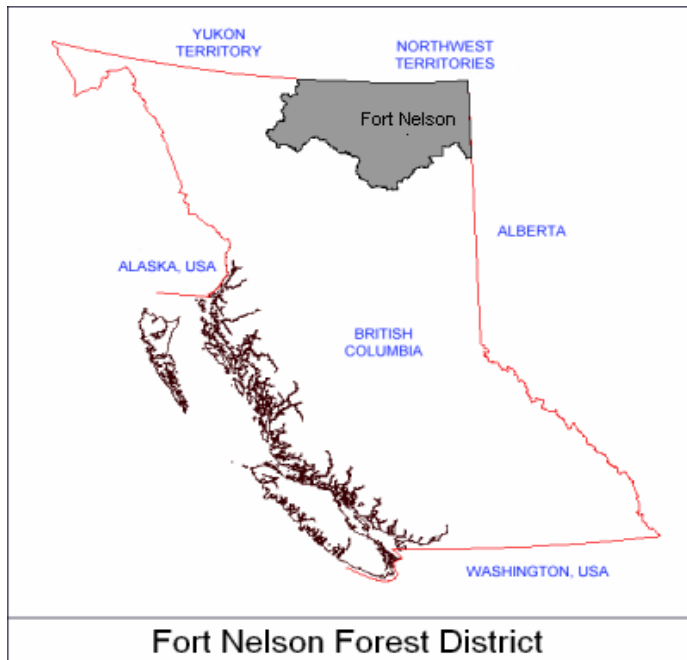 YUKON
TERRITORY
NORTHWEST
TERRITORIES
Fort Nelson
ALBERTA
ALASKA, USA
BRITISH
COLUMBIA
WASHINGTON, USA
Fort Nelson Forest District